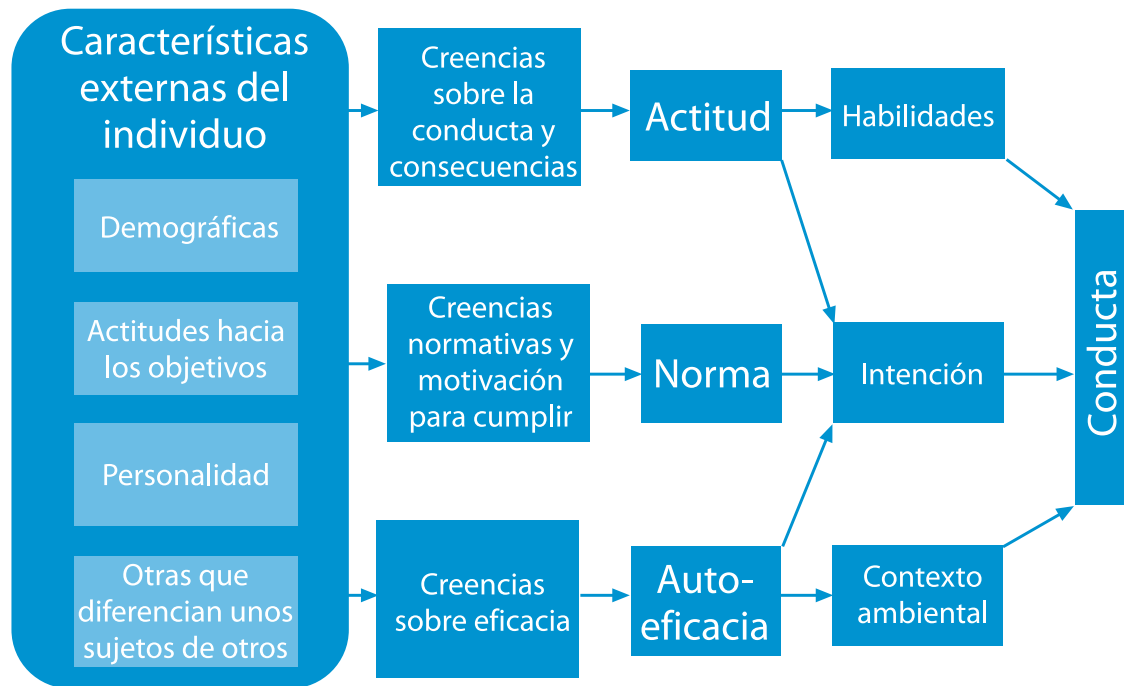 Características
externas del
individuo
Demográficas
Actitudes hacia
los objetivos
Personalidad
Otras que
diferencian unos
sujetos de otros
Creencias
sobre la
conducta y
consecuencias
Creencias
normativas y
motivación
para cumplir
Creencias
sobre eficacia
Actitud
Norma
Auto-
eficacia
Habilidades
Intención
Contexto
ambiental
Conducta